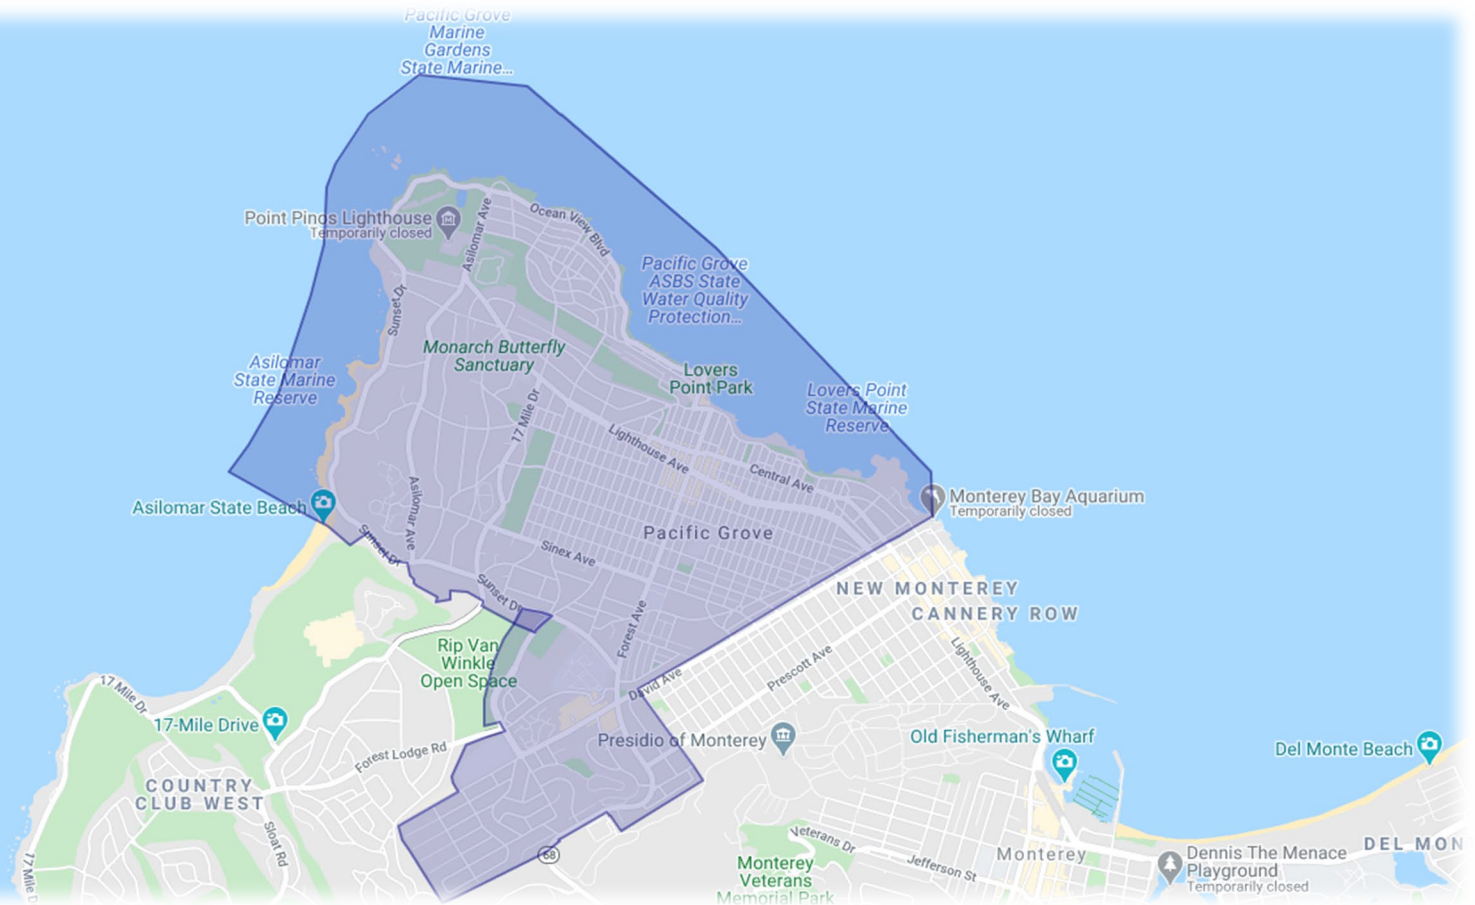 Pacific Grove
Marine
Gardens
State Marine...
Point Pinos Lighthouse
Temporarily closed
Asilomar Ave
Ocean View Blvd
Sunset Dr
Pacific Grove
ASBS State
Water Quality
Protection...
Monarch Butterfly
Sanctuary
Asilomar
State Marine
Reserve
Lovers
Point Park
Lovers Point
State Marine
Reserve
17 Mile Dr
Lighthouse Ave
Central Ave
Asilomar State Beach
Asilomar Ave
Monterey Bay Aquarium
Temporarily closed
Pacific Grove
Sunset Dr
Sinex Ave
Sunset Dr
NEW MONTEREY
CANNERY ROW
Forest Ave
Rip Van
Winkle
Open Space
David Ave
Prescott Ave
Lighthouse Ave
17 Mile Dr
17-Mile Drive
Forest Lodge Rd
Presidio of Monterey
Old Fisherman's Wharf
Del Monte Beach
COUNTRY
CLUB WEST
Sloat Rd
17 Mile D
68
Veterans Dr
Jefferson St
Monterey
Monterey
Veterans
Memorial Park
Dennis The Menace
Playground
Temporarily closed
DEL MON